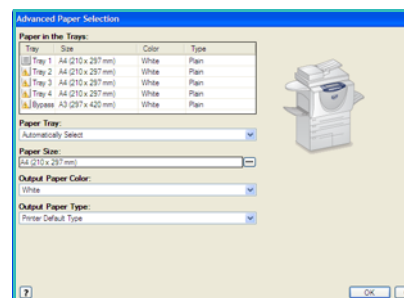 Advanced Paper Selection
Paper in the Trays:
Tray Size Color Type
Tray 1 A4 (210 x 297 mm) White Plain
Tray 2 A4 (210 x 297 mm) White Plain
Tray 3 A4 (210 x 297 mm) White Plain
Tray 4 A4 (210 x 297 mm) White Plain
Bypass A3 (297 x 420 mm) White Plain
Paper Tray:
Automatically Select
Paper Size:
A4 (210 x 297 mm)
Output Paper Color:
White
Output Paper Type:
Printer Default Type
? OK